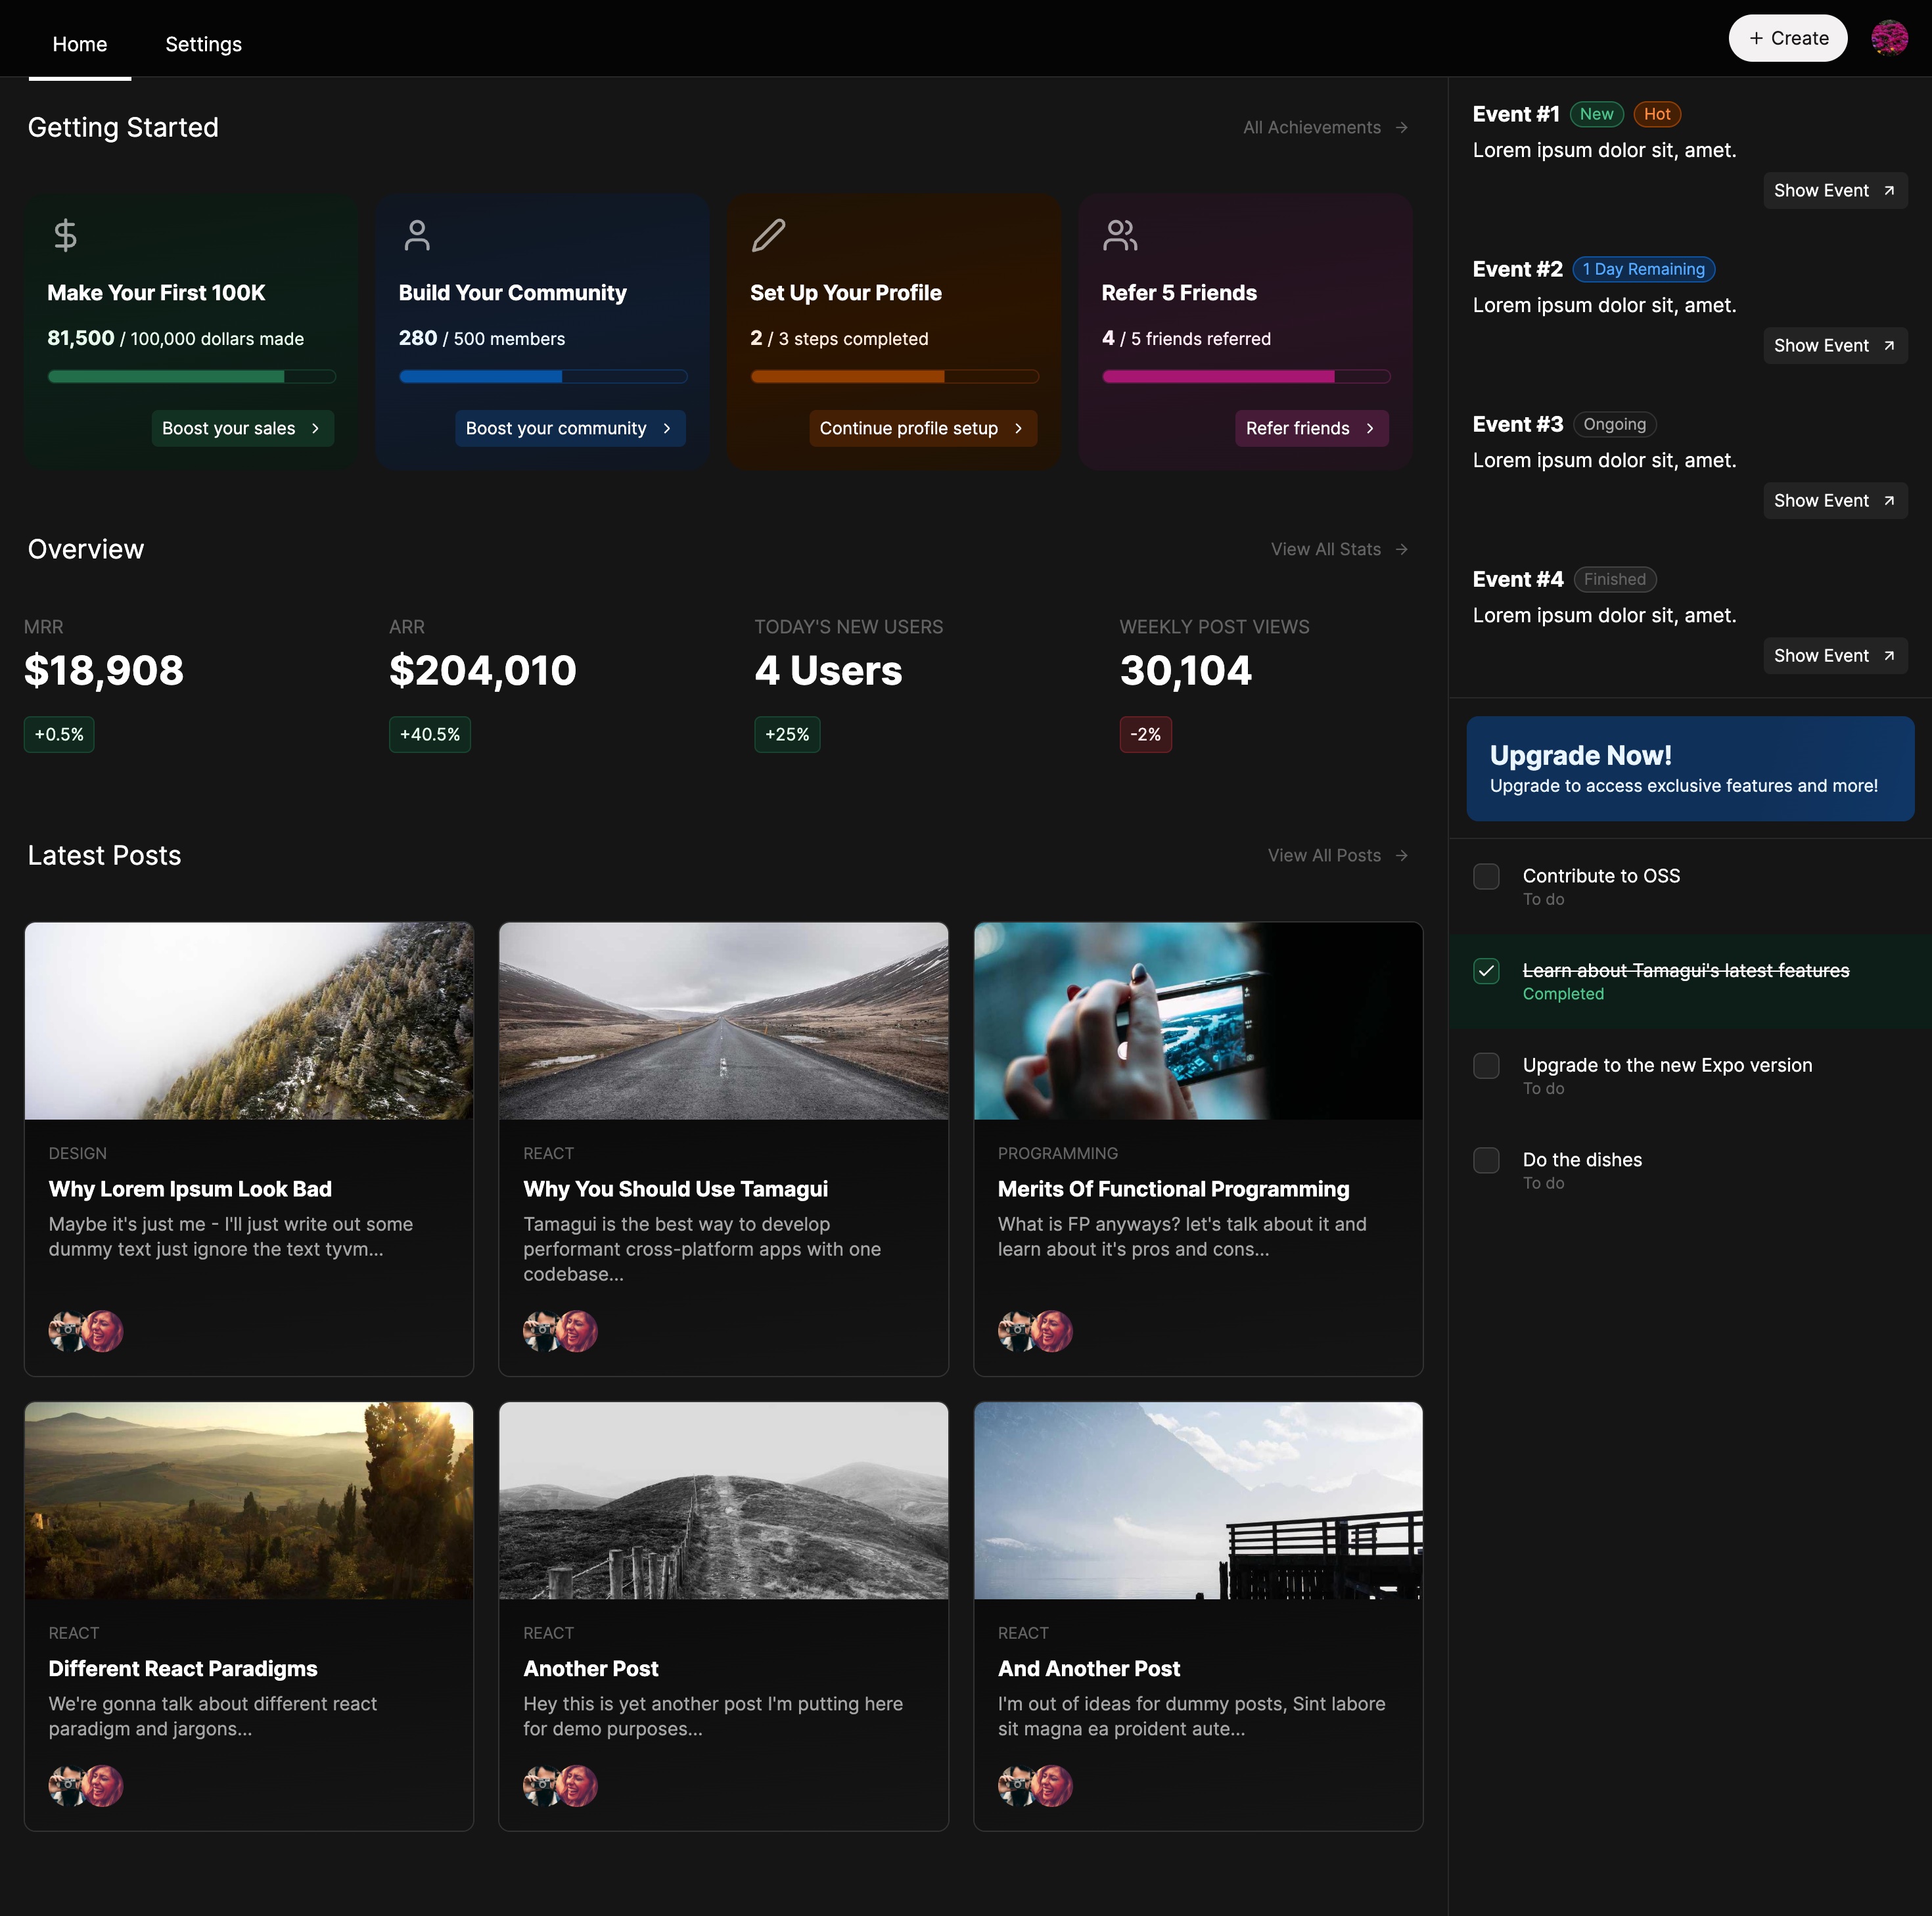 Home
Settings
+ Create
Getting Started
All Achievements
Make Your First 100K
81,500 / 100,000 dollars made
Boost your sales
Build Your Community
280 / 500 members
Boost your community
Set Up Your Profile
2 / 3 steps completed
Continue profile setup
Refer 5 Friends
4 / 5 friends referred
Refer friends
Overview
View All Stats
MRR
$18,908
+0.5%
ARR
$204,010
+40.5%
TODAY'S NEW USERS
4 Users
+25%
WEEKLY POST VIEWS
30,104
-2%
Latest Posts
View All Posts
DESIGN
Why Lorem Ipsum Look Bad
Maybe it's just me - I'll just write out some
dummy text just ignore the text tyvm...
REACT
Why You Should Use Tamagui
Tamagui is the best way to develop
performant cross-platform apps with one
codebase...
PROGRAMMING
Merits Of Functional Programming
What is FP anyways? let's talk about it and
learn about it's pros and cons...
REACT
Different React Paradigms
We're gonna talk about different react
paradigm and jargons...
REACT
Another Post
Hey this is yet another post I'm putting here
for demo purposes...
REACT
And Another Post
I'm out of ideas for dummy posts, Sint labore
sit magna ea proident aute...
Event #1 New Hot
Lorem ipsum dolor sit, amet.
Show Event
Event #2 1 Day Remaining
Lorem ipsum dolor sit, amet.
Show Event
Event #3 Ongoing
Lorem ipsum dolor sit, amet.
Show Event
Event #4 Finished
Lorem ipsum dolor sit, amet.
Show Event
Upgrade Now!
Upgrade to access exclusive features and more!
Contribute to OSS
To do
Learn about Tamagui's latest features
Completed
Upgrade to the new Expo version
To do
Do the dishes
To do